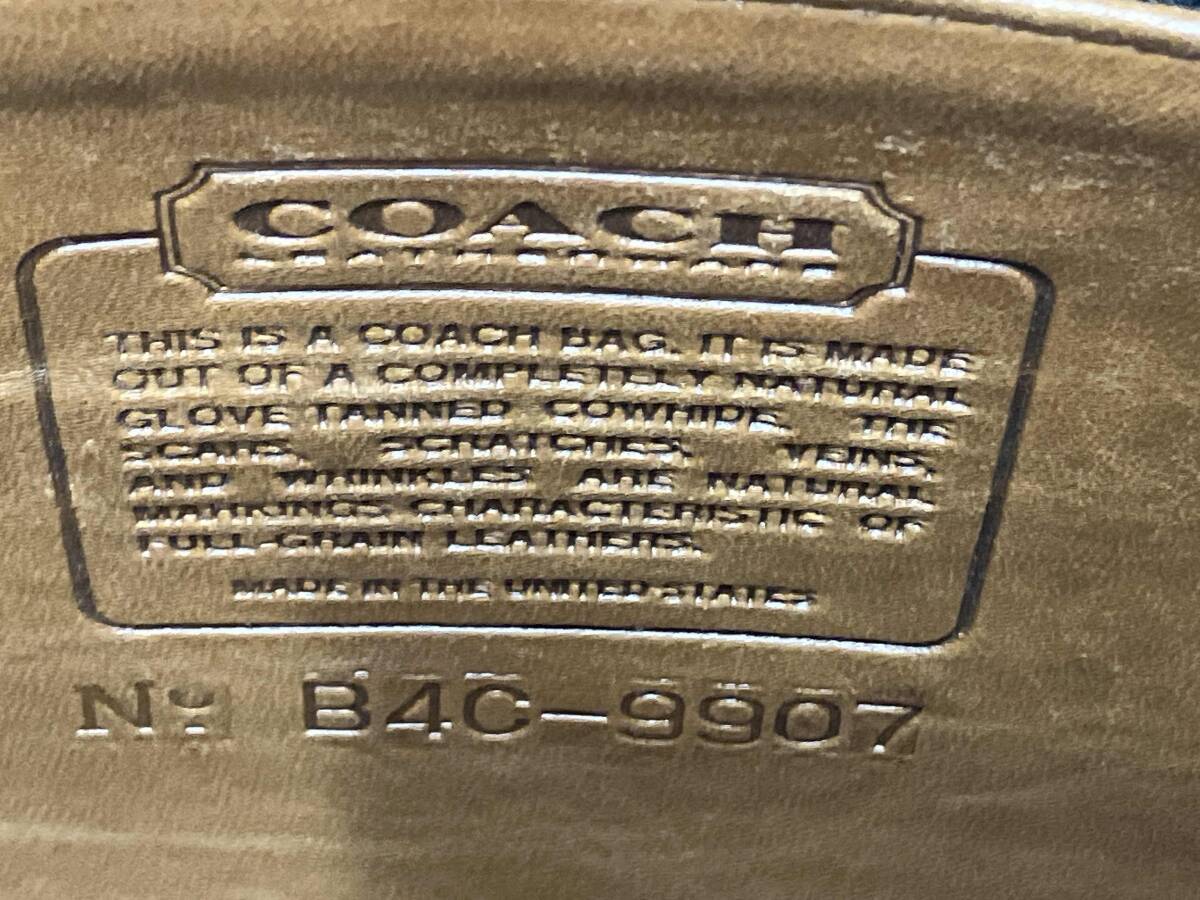 COACH
LEATHERWARE
THIS IS A COACH BAG. IT IS MADE
OUT OF A COMPLETELY NATURAL
GLOVE TANNED COWHIDE. THE
SCARS, SCRATCHES, VEINS,
AND WRINKLES ARE NATURAL
MARKINGS CHARACTERISTIC OF
FULL-GRAIN LEATHERS.
MADE IN THE UNITED STATES
No B4C-9907